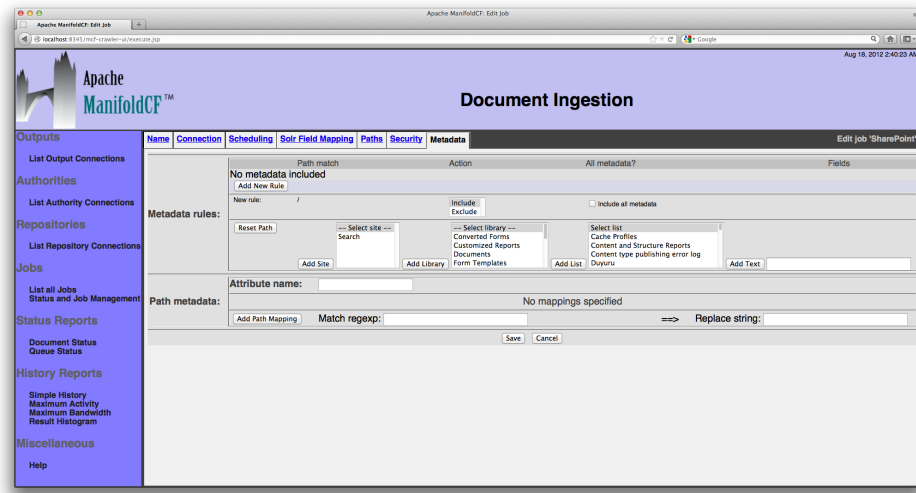 Apache ManifoldCF: Edit Job
Apache ManifoldCF: Edit Job
localhost:8345/mcf-crawler-ui/execute.jsp
Google
Aug 18, 2012 2:40:23 AM
Apache
ManifoldCF™
Document Ingestion
Outputs
List Output Connections
Authorities
List Authority Connections
Repositories
List Repository Connections
Jobs
List all Jobs
Status and Job Management
Status Reports
Document Status
Queue Status
History Reports
Simple History
Maximum Activity
Maximum Bandwidth
Result Histogram
Miscellaneous
Help
Name Connection Scheduling Solr Field Mapping Paths Security Metadata Edit job 'SharePoint'
Path match Action All metadata? Fields
No metadata included
Add New Rule
Metadata rules:
New rule: / Include Include all metadata
Exclude
Reset Path -- Select site -- -- Select library -- Select list
Search Converted Forms Cache Profiles
Customized Reports Content and Structure Reports
Documents Content type publishing error log
Add Site Add Library Form Templates Add List Duyuru Add Text
Path metadata:
Attribute name:
No mappings specified
Add Path Mapping Match regexp: ==> Replace string:
Save Cancel